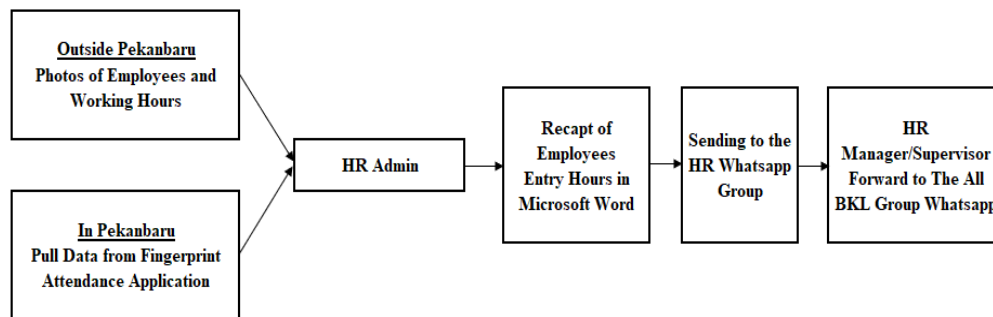 Outside Pekanbaru
Photos of Employees and
Working Hours
In Pekanbaru
Pull Data from Fingerprint
Attendance Application
HR Admin
Recapt of
Employees
Entry Hours in
Microsoft Word
Sending to the
HR Whatsapp
Group
HR
Manager/Supervisor
Forward to The All
BKL Group Whatsapp